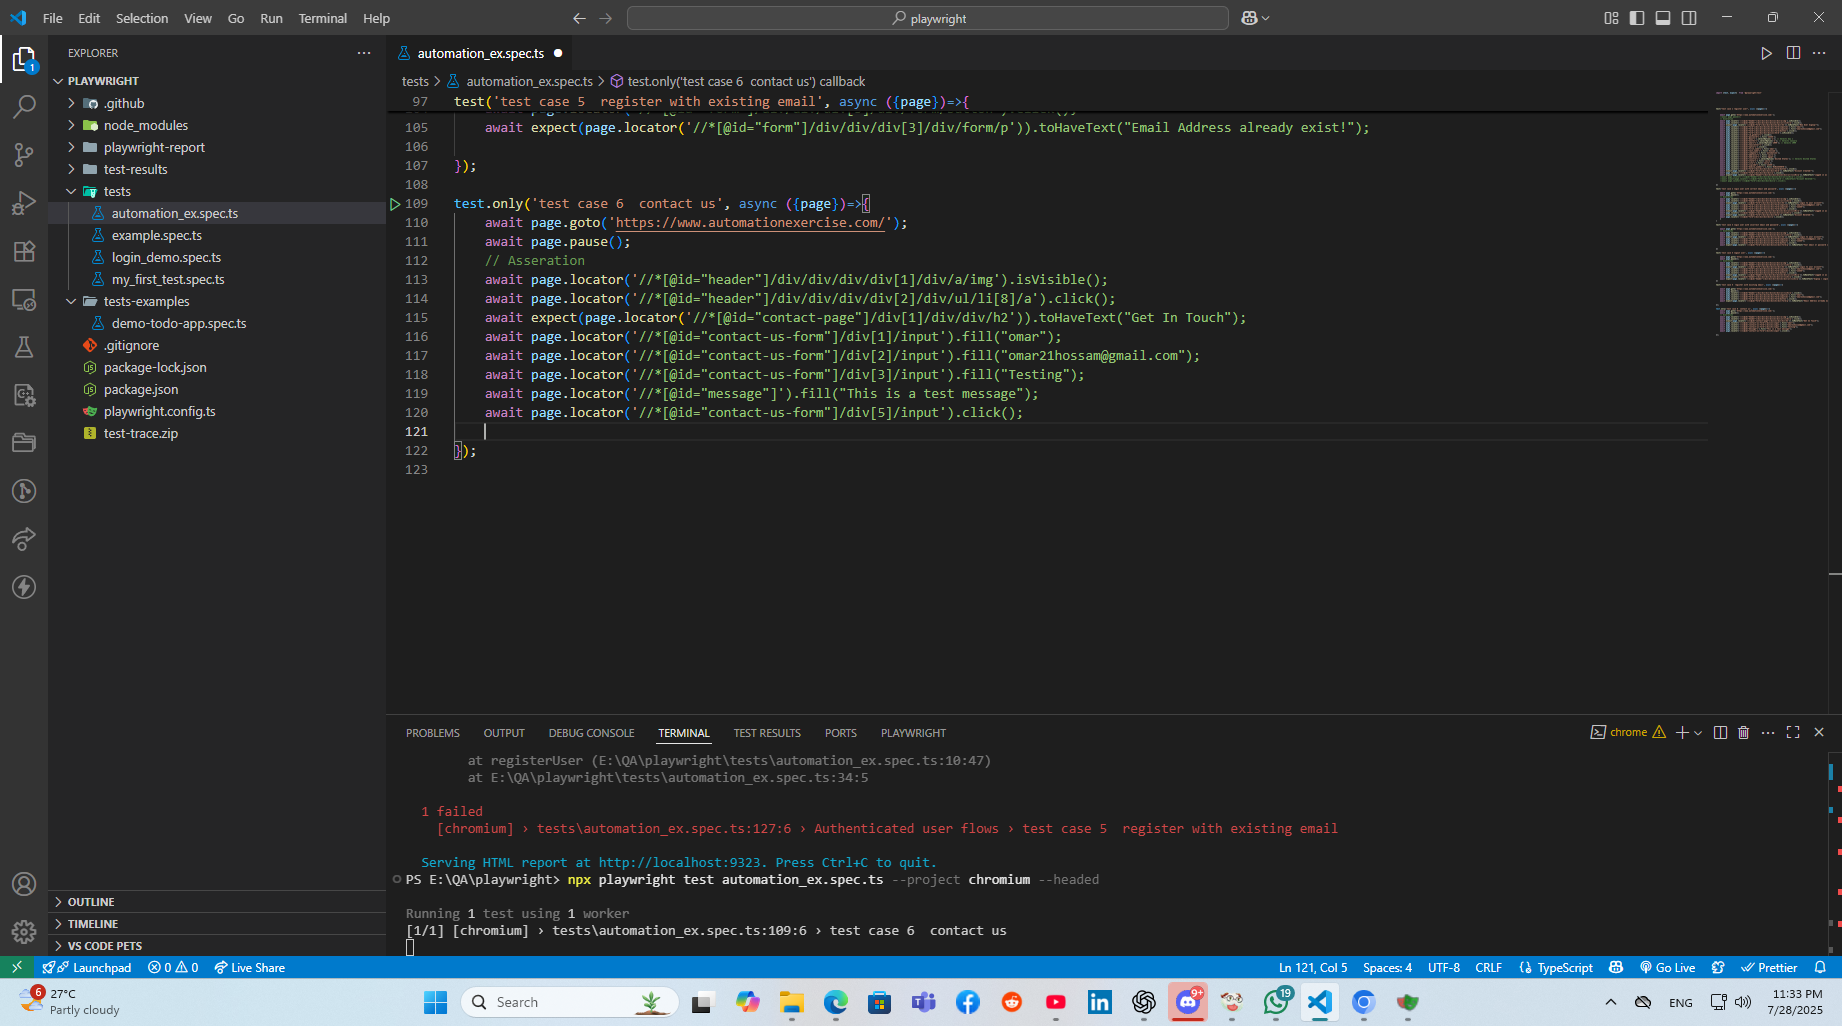 File Edit Selection View Go Run Terminal Help
playwright
EXPLORER
automation_ex.spec.ts
PLAYWRIGHT
.github
node_modules
playwright-report
test-results
tests
automation_ex.spec.ts
example.spec.ts
login_demo.spec.ts
my_first_test.spec.ts
tests-examples
demo-todo-app.spec.ts
.gitignore
package-lock.json
package.json
playwright.config.ts
test-trace.zip
OUTLINE
TIMELINE
VS CODE PETS
tests > automation_ex.spec.ts > test.only('test case 6  contact us') callback
97 test('test case 5  register with existing email', async ({page})=>{
105 await expect(page.locator('//*[@id="form"]/div/div/div[3]/div/form/p')).toHaveText("Email Address already exist!");
106
107 });
108
109 test.only('test case 6  contact us', async ({page})=>{
110 await page.goto('https://www.automationexercise.com/');
111 await page.pause();
112 // Asseration
113 await page.locator('//*[@id="header"]/div/div/div/div[1]/div/a/img').isVisible();
114 await page.locator('//*[@id="header"]/div/div/div/div[2]/div/ul/li[8]/a').click();
115 await expect(page.locator('//*[@id="contact-page"]/div[1]/div/div/h2')).toHaveText("Get In Touch");
116 await page.locator('//*[@id="contact-us-form"]/div[1]/input').fill("omar");
117 await page.locator('//*[@id="contact-us-form"]/div[2]/input').fill("omar21hossam@gmail.com");
118 await page.locator('//*[@id="contact-us-form"]/div[3]/input').fill("Testing");
119 await page.locator('//*[@id="message"]').fill("This is a test message");
120 await page.locator('//*[@id="contact-us-form"]/div[5]/input').click();
121
122 });
123
PROBLEMS OUTPUT DEBUG CONSOLE TERMINAL TEST RESULTS PORTS PLAYWRIGHT
chrome
at registerUser (E:\QA\playwright\tests\automation_ex.spec.ts:10:47)
at E:\QA\playwright\tests\automation_ex.spec.ts:34:5
1 failed
[chromium] › tests\automation_ex.spec.ts:127:6 › Authenticated user flows › test case 5  register with existing email
Serving HTML report at http://localhost:9323. Press Ctrl+C to quit.
PS E:\QA\playwright> npx playwright test automation_ex.spec.ts --project chromium --headed
Running 1 test using 1 worker
[1/1] [chromium] › tests\automation_ex.spec.ts:109:6 › test case 6  contact us
Launchpad 0 0 Live Share
Ln 121, Col 5 Spaces: 4 UTF-8 CRLF {} TypeScript Go Live Prettier
6 27°C
Partly cloudy
Search
9+
19
ENG
11:33 PM
7/28/2025